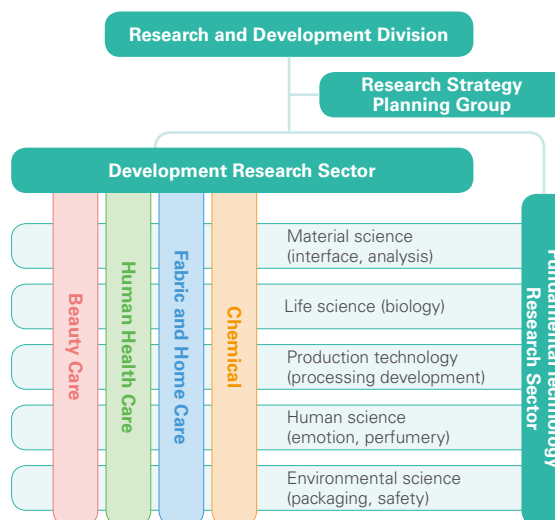 Research and Development Division
Research Strategy
Planning Group
Development Research Sector
Beauty Care
Human Health Care
Fabric and Home Care
Chemical
Material science
(interface, analysis)
Life science (biology)
Production technology
(processing development)
Human science
(emotion, perfumery)
Environmental science
(packaging, safety)
Fundamental Technology
Research Sector